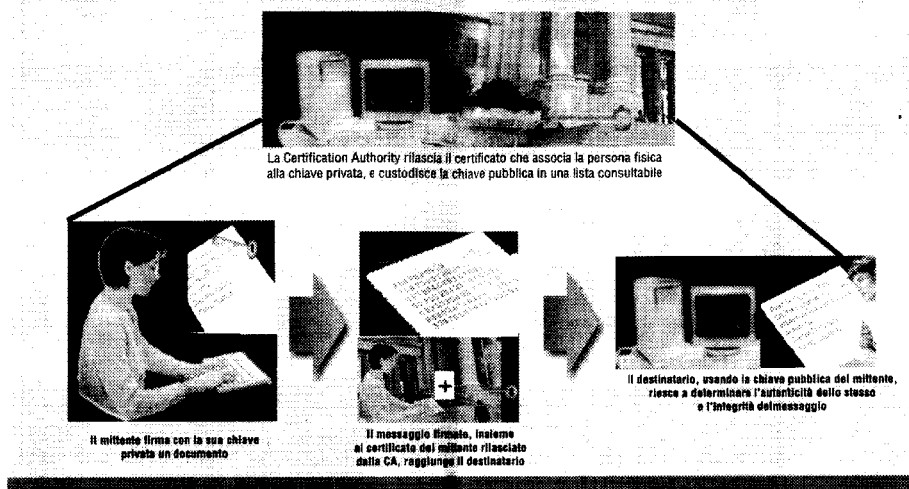 La Certification Authority rilascia il certificato che associa la persona fisica
alla chiave privata, e custodisce la chiave pubblica in una lista consultabile
Il mittente firma con la sua chiave
privata un documento
Il messaggio firmato, insieme
al certificato del mittente rilasciato
dalla CA, raggiunge il destinatario
Il destinatario, usando la chiave pubblica del mittente,
riesce a determinare l'autenticità dello stesso
e l'integrità delmessaggio